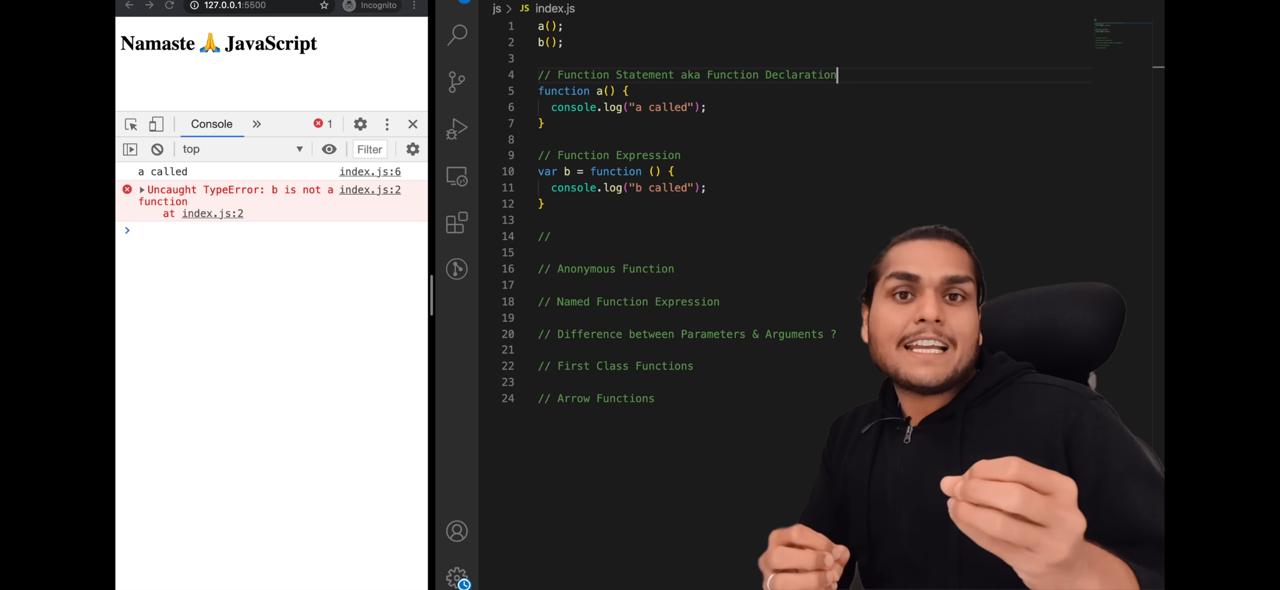 127.0.0.1:5500
Incognito
Namaste 🙏 JavaScript
Console
1
top
Filter
a called index.js:6
Uncaught TypeError: b is not a index.js:2
function
at index.js:2
js > JS index.js
1 a();
2 b();
3
4 // Function Statement aka Function Declaration
5 function a() {
6 console.log("a called");
7 }
8
9 // Function Expression
10 var b = function () {
11 console.log("b called");
12 }
13
14 //
15
16 // Anonymous Function
17
18 // Named Function Expression
19
20 // Difference between Parameters & Arguments ?
21
22 // First Class Functions
23
24 // Arrow Functions